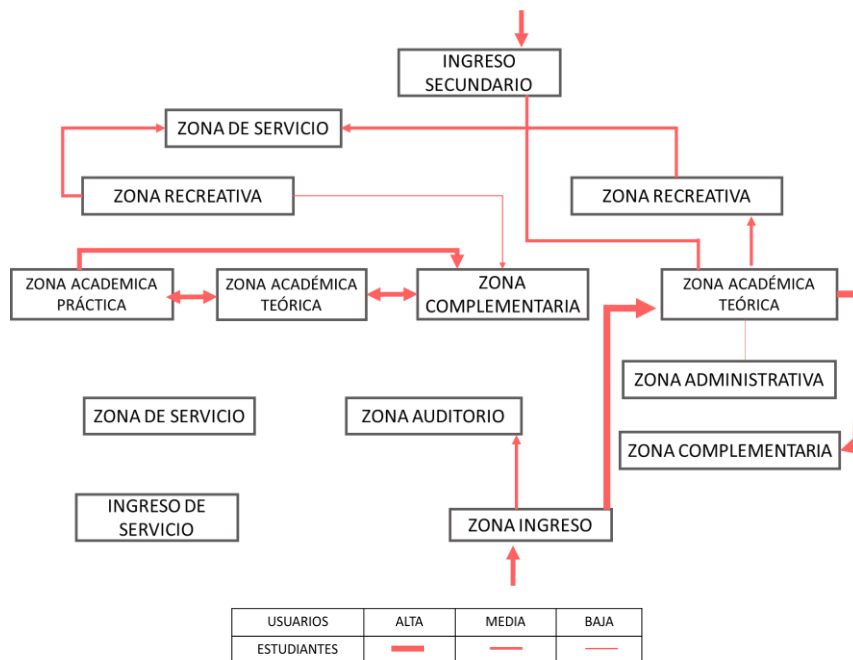 INGRESO
SECUNDARIO
ZONA DE SERVICIO
ZONA RECREATIVA
ZONA RECREATIVA
ZONA ACADEMICA
PRÁCTICA
ZONA ACADÉMICA
TEÓRICA
ZONA
COMPLEMENTARIA
ZONA ACADÉMICA
TEÓRICA
ZONA ADMINISTRATIVA
ZONA DE SERVICIO
ZONA AUDITORIO
ZONA COMPLEMENTARIA
INGRESO DE
SERVICIO
ZONA INGRESO
USUARIOS ALTA MEDIA BAJA
ESTUDIANTES